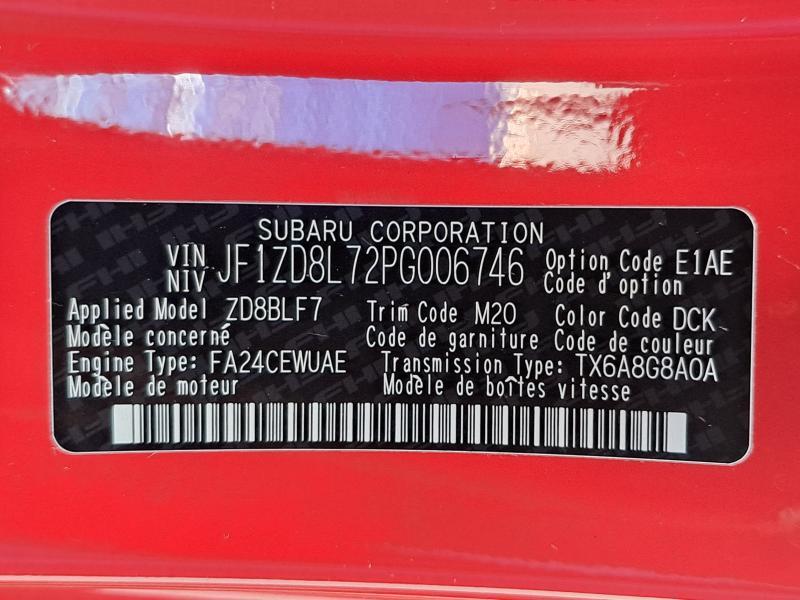 SUBARU CORPORATION
VIN NIV JF1ZD8L72PG006746 Option Code E1AE
Code d'option
Applied Model ZD8BLF7 Trim Code M20 Color Code DCK
Modèle concerné Code de garniture Code de couleur
Engine Type: FA24CEWUAE Transmission Type: TX6A8G8A0A
Modèle de moteur Modèle de boîtes vitesse